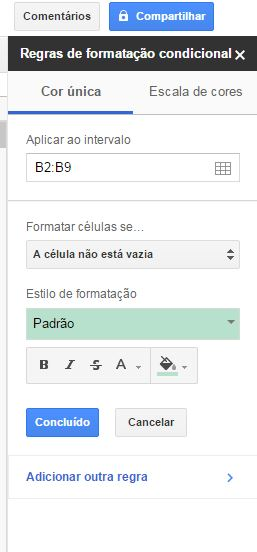 Comentários
Compartilhar
Regras de formatação condicional
Cor única
Escala de cores
Aplicar ao intervalo
B2:B9
Formatar células se…
A célula não está vazia
Estilo de formatação
Padrão
B I S A
Concluído
Cancelar
Adicionar outra regra